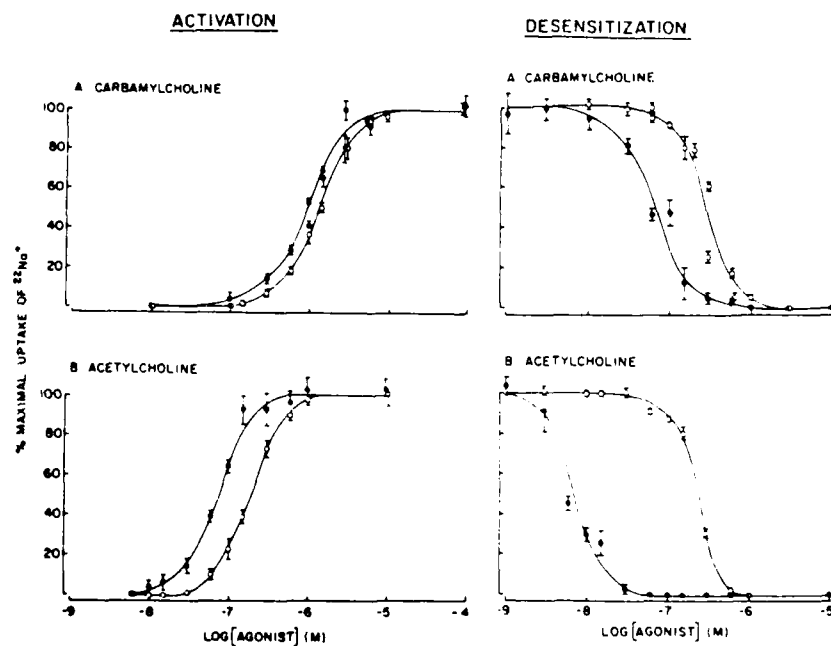 ACTIVATION
DESENSITIZATION
A CARBAMYLCHOLINE
A CARBAMYLCHOLINE
100
80
60
40
20
B ACETYLCHOLINE
B ACETYLCHOLINE
100
80
60
40
20
% MAXIMAL UPTAKE OF ²²Na⁺
-9 -8 -7 -6 -5 -4
-9 -8 -7 -6 -5
LOG[AGONIST] (M)
LOG[AGONIST] (M)